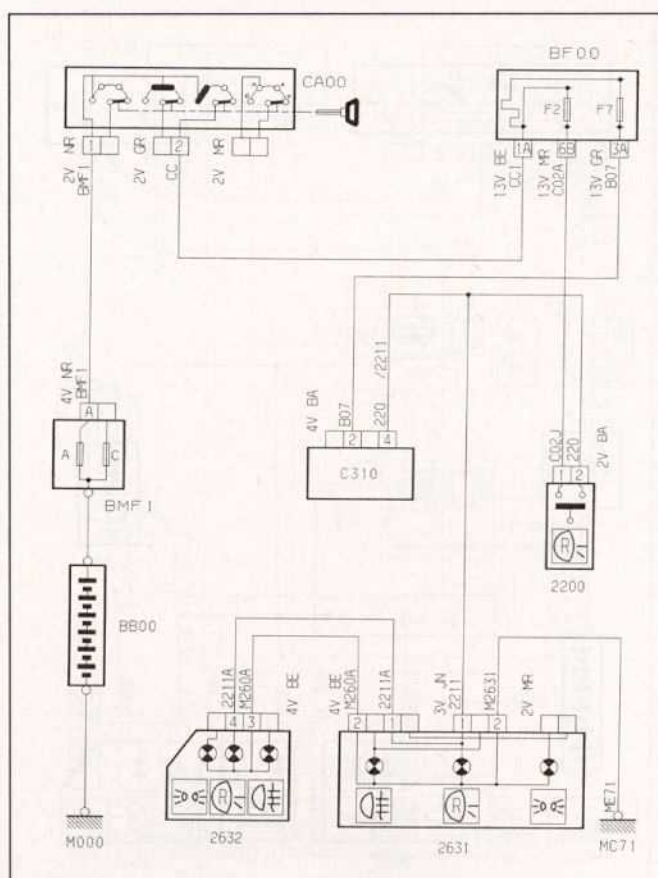 BF00
CA00
F2
F7
1
2
1A
6B
3A
2V NR
BMF1
2V GR
CC
2V MR
13V BE
CC1
13V MR
C02A
13V GR
B07
4V NR
BMF1
A
A
C
BMF1
4V BA
B07
220
/2211
2
4
C310
C02J
220
2V BA
1
2
R
2200
BB00
2211A
M260A
4V BE
4
3
R
2632
4V BE
M260A
2211A
3V JN
2211
M2631
2V MR
2
1
1
2
R
2631
M000
ME71
MC71